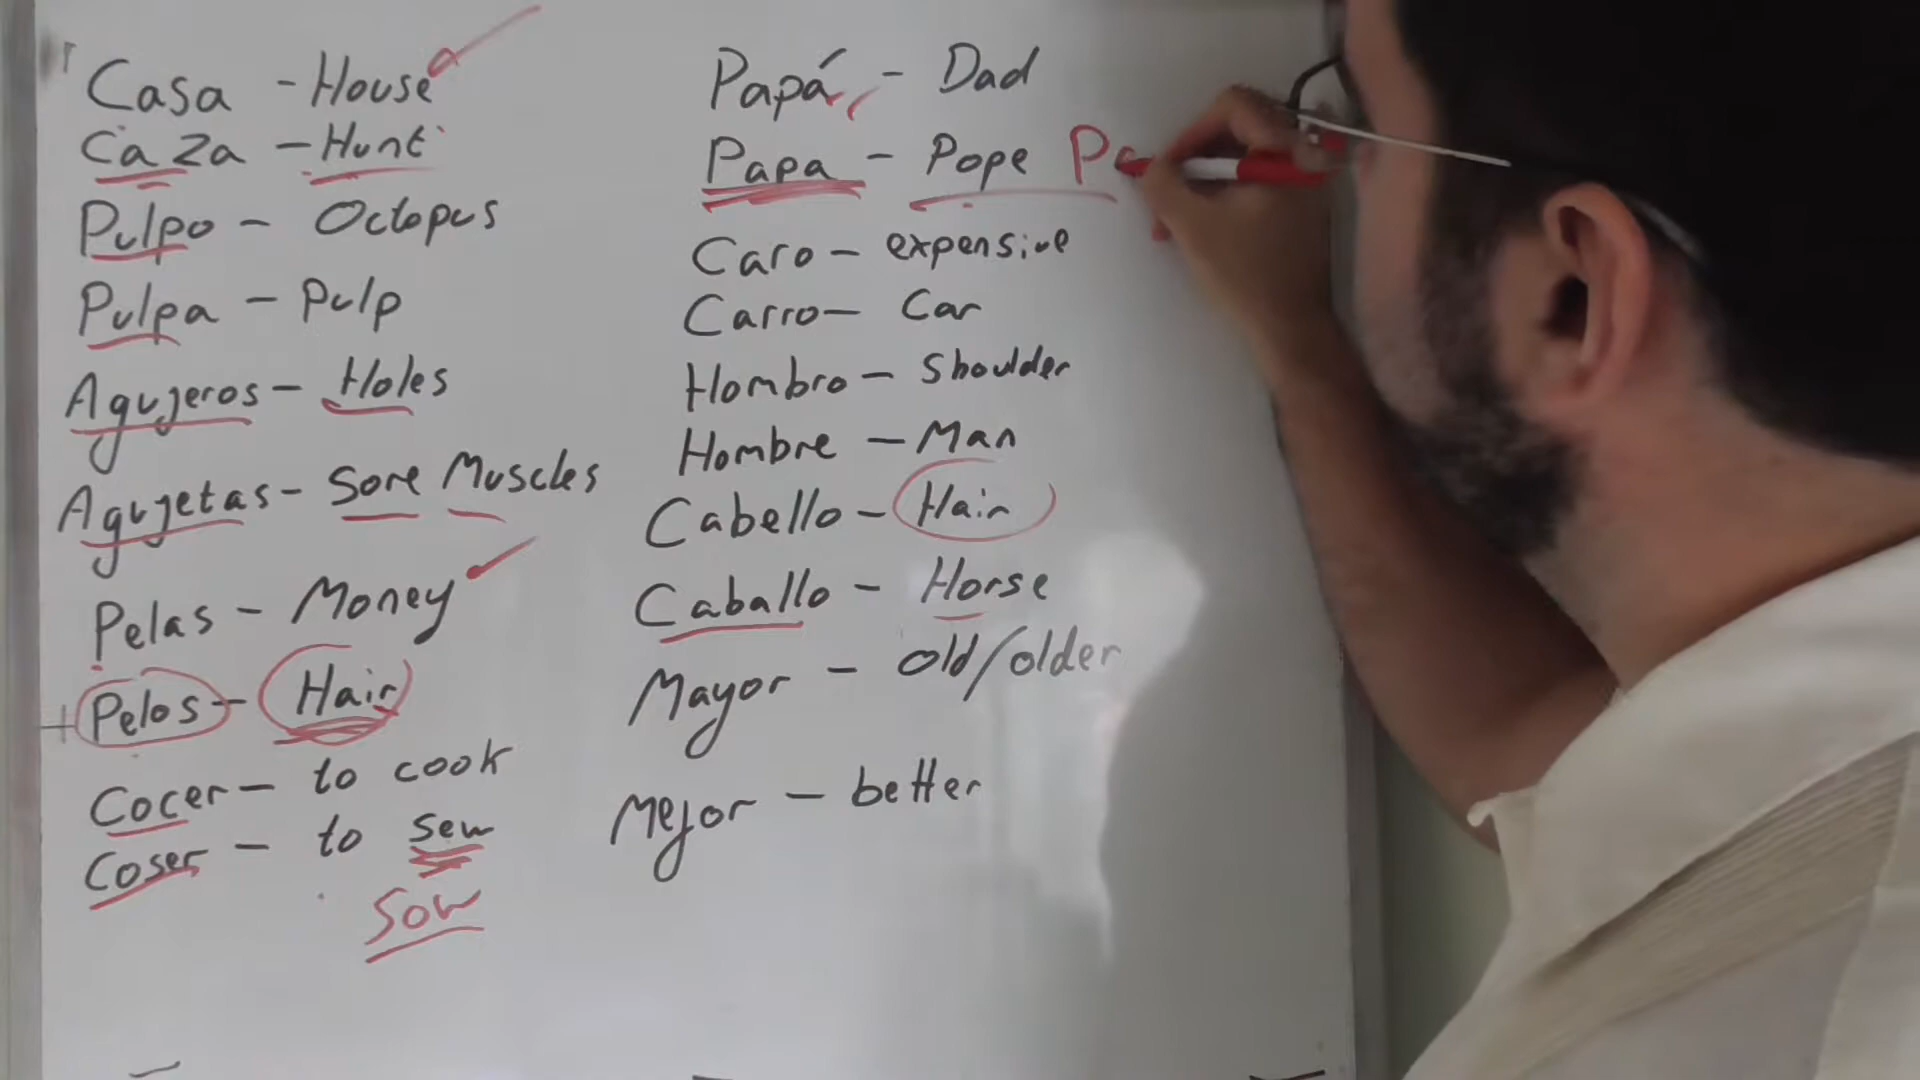 Casa - House
Caza - Hunt
Pulpo - Octopus
Pulpa - Pulp
Agujeros - Holes
Agujetas - Sore Muscles
Pelas - Money
Pelos - Hair
Cocer - to cook
Coser - to sew
Sow
Papá - Dad
Papa - Pope Pa
Caro - expensive
Carro - Car
Hombro - Shoulder
Hombre - Man
Cabello - Hair
Caballo - Horse
Mayor - old/older
Mejor - better